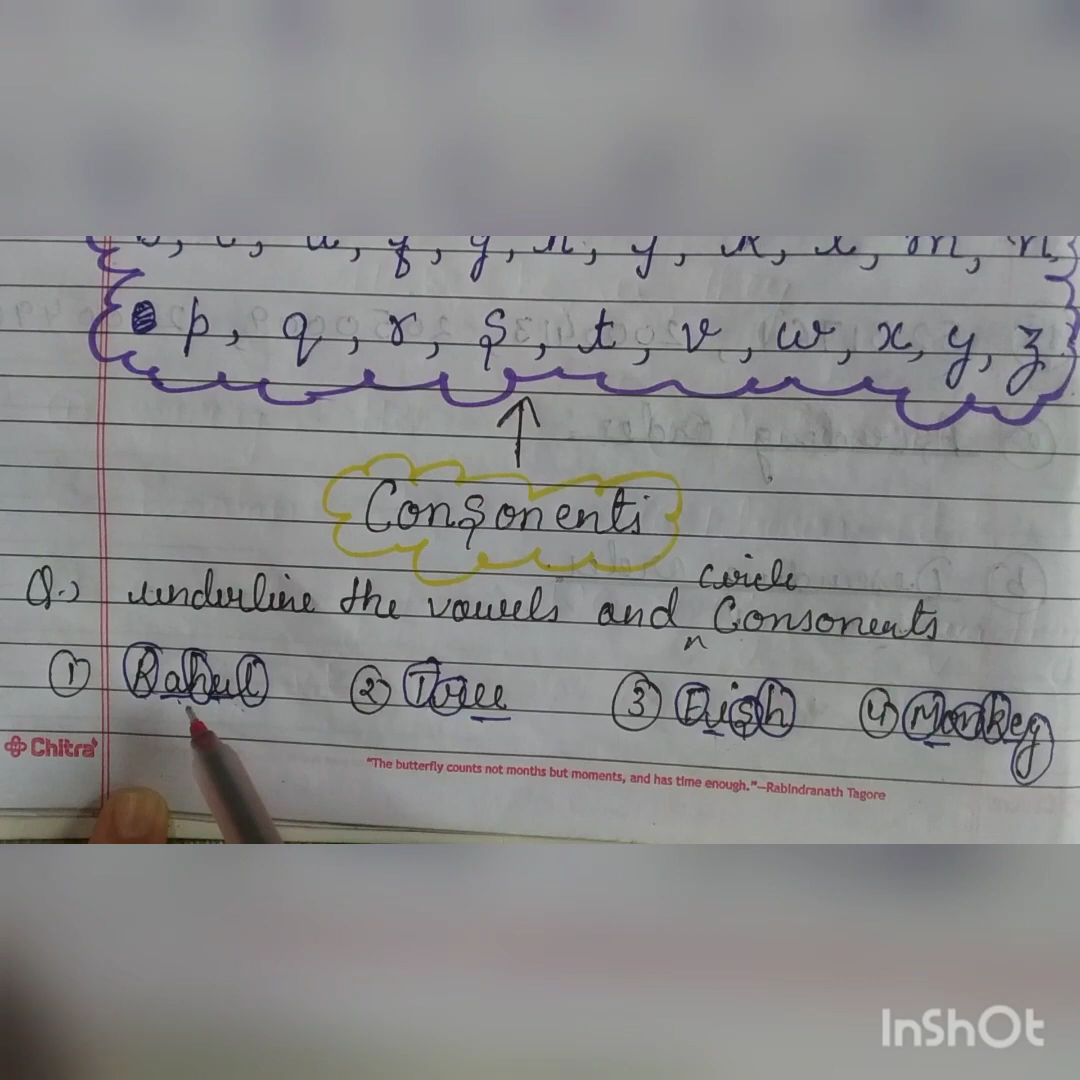 p, q, r, s, t, v, w, x, y, z
Consonents
circle
Q.) underline the vowels and ^ Consonents
① Rahul ② Tree ③ Dish ④ Monkey
Chitra
"The butterfly counts not months but moments, and has time enough."—Rabindranath Tagore
InShOt